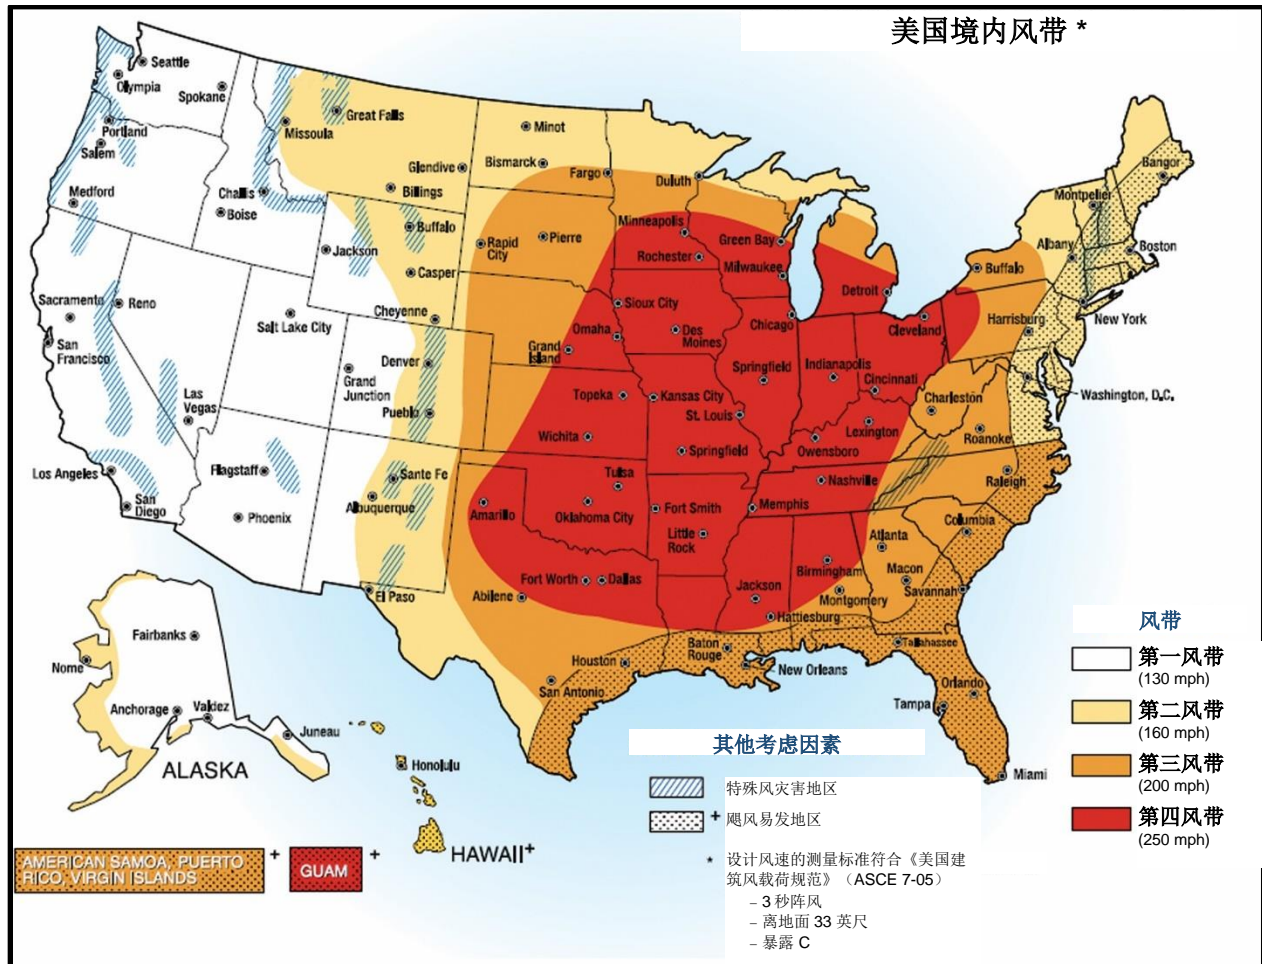 美国境内风带 *
Seattle
Olympia
Spokane
Portland
Salem
Medford
Missoula
Great Falls
Challis
Boise
Glendive
Billings
Buffalo
Jackson
Casper
Cheyenne
Minot
Bismarck
Fargo
Duluth
Rapid
City
Pierre
Minneapolis
Rochester
Green Bay
Milwaukee
Detroit
Bangor
Montpelier
Albany
Boston
Buffalo
New York
Harrisburg
Cleveland
Washington, D.C.
Sacramento
Reno
San
Francisco
Salt Lake City
Las
Vegas
Grand
Junction
Denver
Pueblo
Sioux City
Omaha
Des
Moines
Grand
Island
Chicago
Springfield
Indianapolis
Cincinnati
Topeka
Kansas City
St. Louis
Charleston
Lexington
Roanoke
Owensboro
Wichita
Springfield
Los Angeles
San
Diego
Flagstaff
Phoenix
Sante Fe
Albuquerque
Tulsa
Amarillo
Oklahoma City
Fort Smith
Memphis
Nashville
Little
Rock
Raleigh
Columbia
Atlanta
Macon
Savannah
Birmingham
Montgomery
Fort Worth
Dallas
Abilene
El Paso
Jackson
Hattiesburg
Baton
Rouge
Tallahassee
Houston
San Antonio
New Orleans
Orlando
Tampa
Miami
Fairbanks
Nome
Anchorage
Valdez
Juneau
ALASKA
Honolulu
HAWAII+
AMERICAN SAMOA, PUERTO
RICO, VIRGIN ISLANDS
+
GUAM
+
风带
第一风带
(130 mph)
第二风带
(160 mph)
第三风带
(200 mph)
第四风带
(250 mph)
其他考虑因素
特殊风灾害地区
+ 飓风易发地区
* 设计风速的测量标准符合《美国建
筑风载荷规范》（ASCE 7-05）
– 3 秒阵风
– 离地面 33 英尺
– 暴露 C